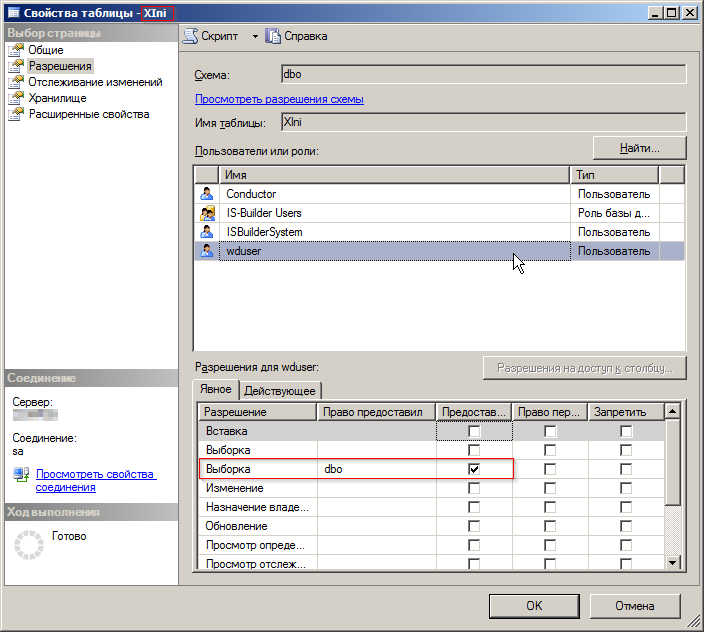 Свойства таблицы - XIni
Выбор страницы
Общие
Разрешения
Отслеживание изменений
Хранилище
Расширенные свойства
Соединение
Сервер:
Соединение:
sa
Просмотреть свойства соединения
Ход выполнения
Готово
Скрипт
Справка
Схема:
dbo
Просмотреть разрешения схемы
Имя таблицы:
XIni
Пользователи или роли:
Найти...
Имя Тип
Conductor Пользователь
IS-Builder Users Роль базы д...
ISBuilderSystem Пользователь
wduser Пользователь
Разрешения для wduser:
Разрешения на доступ к столбцу...
Явное Действующее
Разрешение Право предоставил Предостав... Право пер... Запретить
Вставка
Выборка
Выборка dbo
Изменение
Назначение владе...
Обновление
Просмотр опреде...
Просмотр отслеж...
OK
Отмена